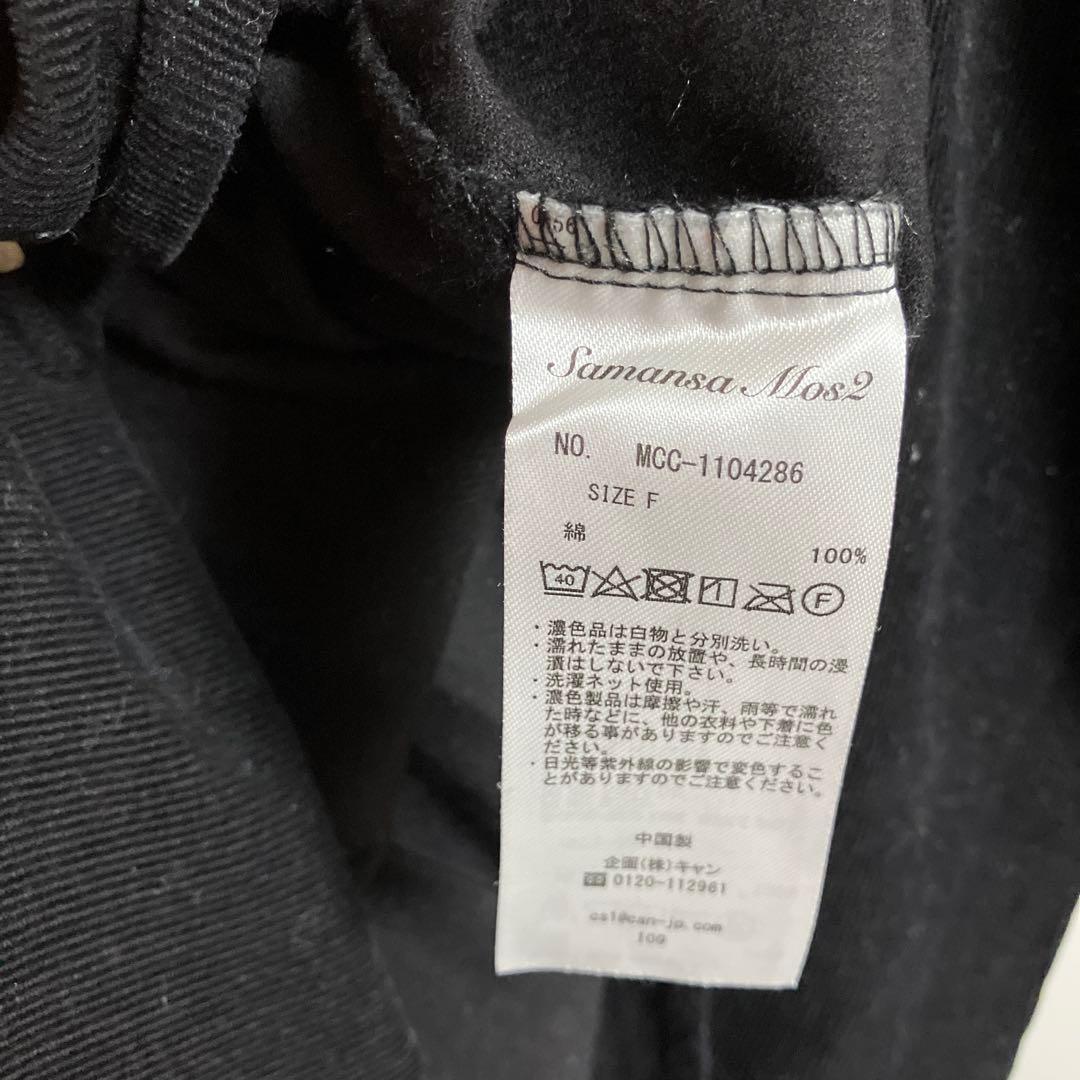 Samansa Mos2
NO. MCC-1104286
SIZE F
綿
100%
40 F
・濃色品は白物と分別洗い。
・濡れたままの放置や、長時間の浸
漬はしないで下さい。
・洗濯ネット使用。
・濃色製品は摩擦や汗、雨等で濡れ
た時などに、他の衣料や下着に色
が移る事がありますのでご注意く
ださい。
・日光等紫外線の影響で変色するこ
とがありますのでご注意ください。
中国製
企画(株)キャン
0120-112961
cs1@can-jp.com
109